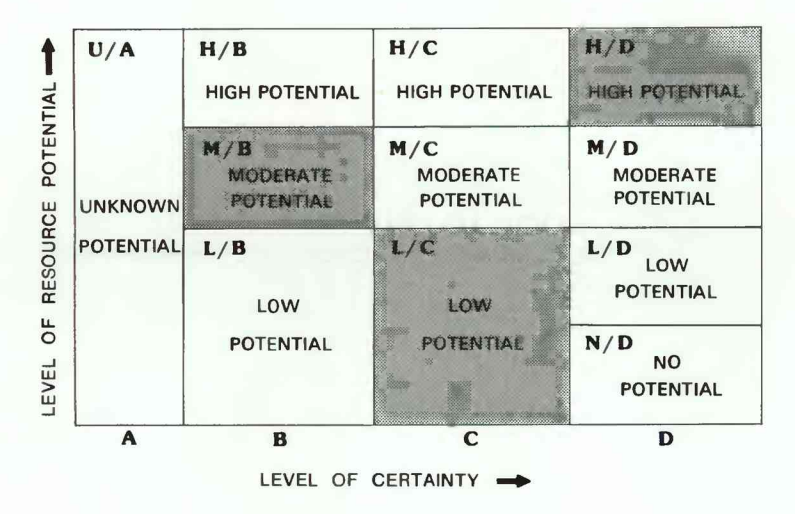 LEVEL OF RESOURCE POTENTIAL
U/A
UNKNOWN
POTENTIAL
H/B
HIGH POTENTIAL
H/C
HIGH POTENTIAL
H/D
HIGH POTENTIAL
M/B
MODERATE
POTENTIAL
M/C
MODERATE
POTENTIAL
M/D
MODERATE
POTENTIAL
L/B
LOW
POTENTIAL
L/C
LOW
POTENTIAL
L/D
LOW
POTENTIAL
N/D
NO
POTENTIAL
A
B
C
D
LEVEL OF CERTAINTY